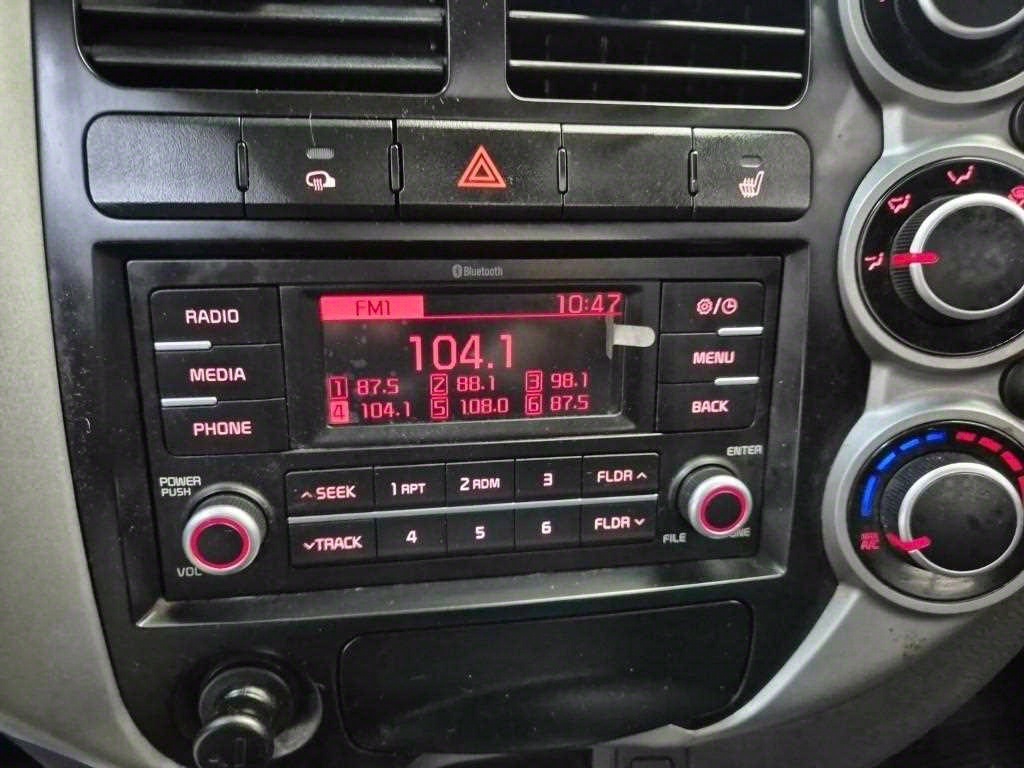 Bluetooth
RADIO
MEDIA
PHONE
FM1 10:47
104.1
1 87.5 2 88.1 3 98.1
4 104.1 5 108.0 6 87.5
/
MENU
BACK
POWER
PUSH
VOL
SEEK 1 RPT 2 RDM 3 FLDR
TRACK 4 5 6 FLDR
ENTER
FILE
MAX
A/C